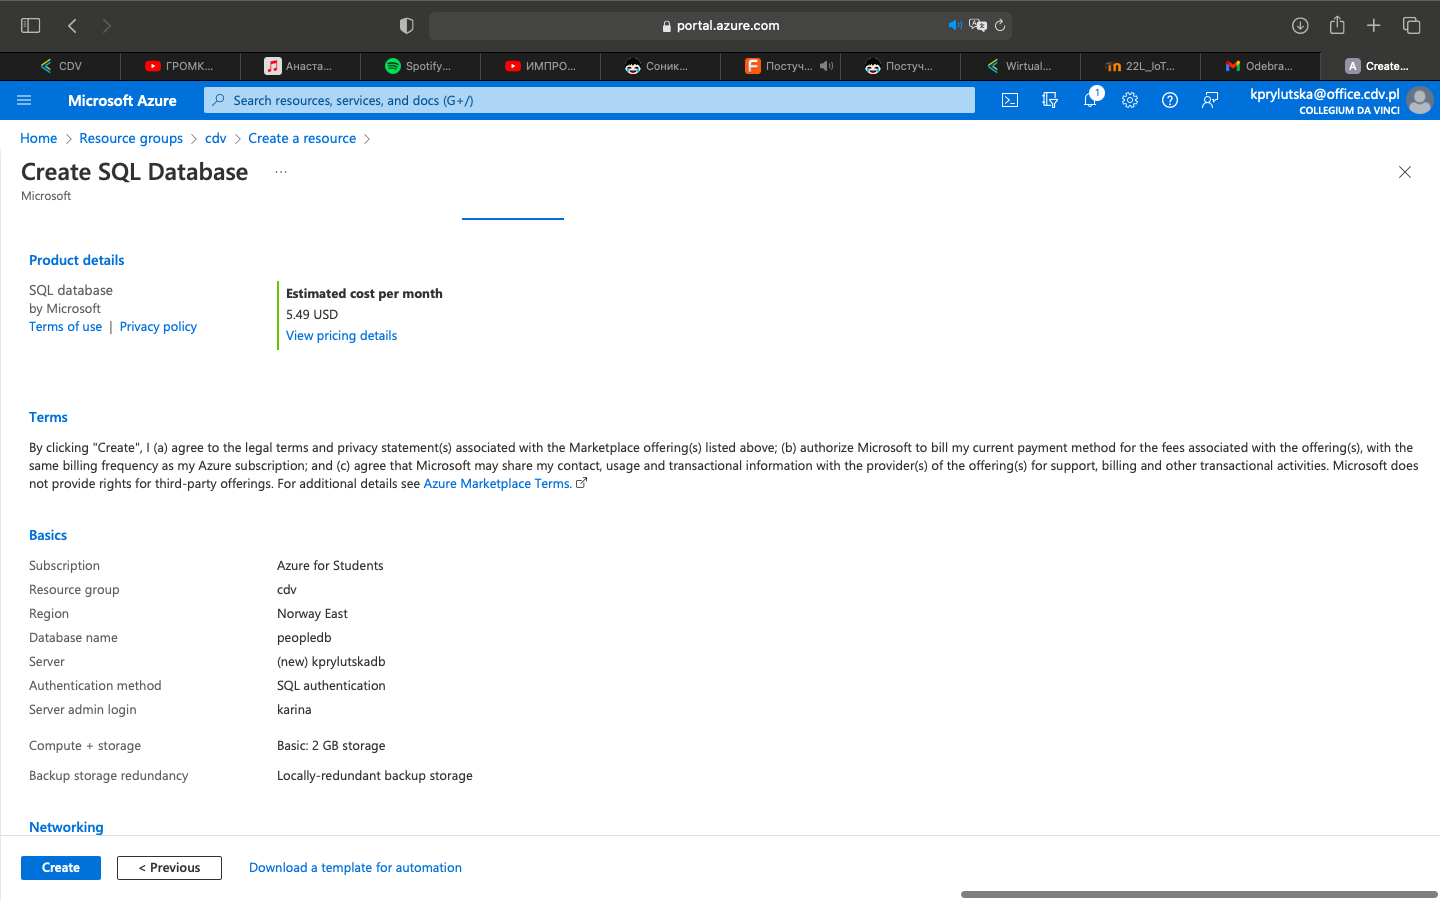 portal.azure.com
CDV
ГРОМК...
Анаста...
Spotify...
ИМПРО...
Соник...
Постуч...
Постуч...
Wirtual...
22L_IoT...
Odebra...
Create...
Microsoft Azure
Search resources, services, and docs (G+/)
1
kprylutska@office.cdv.pl
COLLEGIUM DA VINCI
Home > Resource groups > cdv > Create a resource >
Create SQL Database ...
Microsoft
Product details
SQL database
by Microsoft
Terms of use | Privacy policy
Estimated cost per month
5.49 USD
View pricing details
Terms
By clicking "Create", I (a) agree to the legal terms and privacy statement(s) associated with the Marketplace offering(s) listed above; (b) authorize Microsoft to bill my current payment method for the fees associated with the offering(s), with the
same billing frequency as my Azure subscription; and (c) agree that Microsoft may share my contact, usage and transactional information with the provider(s) of the offering(s) for support, billing and other transactional activities. Microsoft does
not provide rights for third-party offerings. For additional details see Azure Marketplace Terms.
Basics
Subscription Azure for Students
Resource group cdv
Region Norway East
Database name peopledb
Server (new) kprylutskadb
Authentication method SQL authentication
Server admin login karina
Compute + storage Basic: 2 GB storage
Backup storage redundancy Locally-redundant backup storage
Networking
Create
< Previous
Download a template for automation